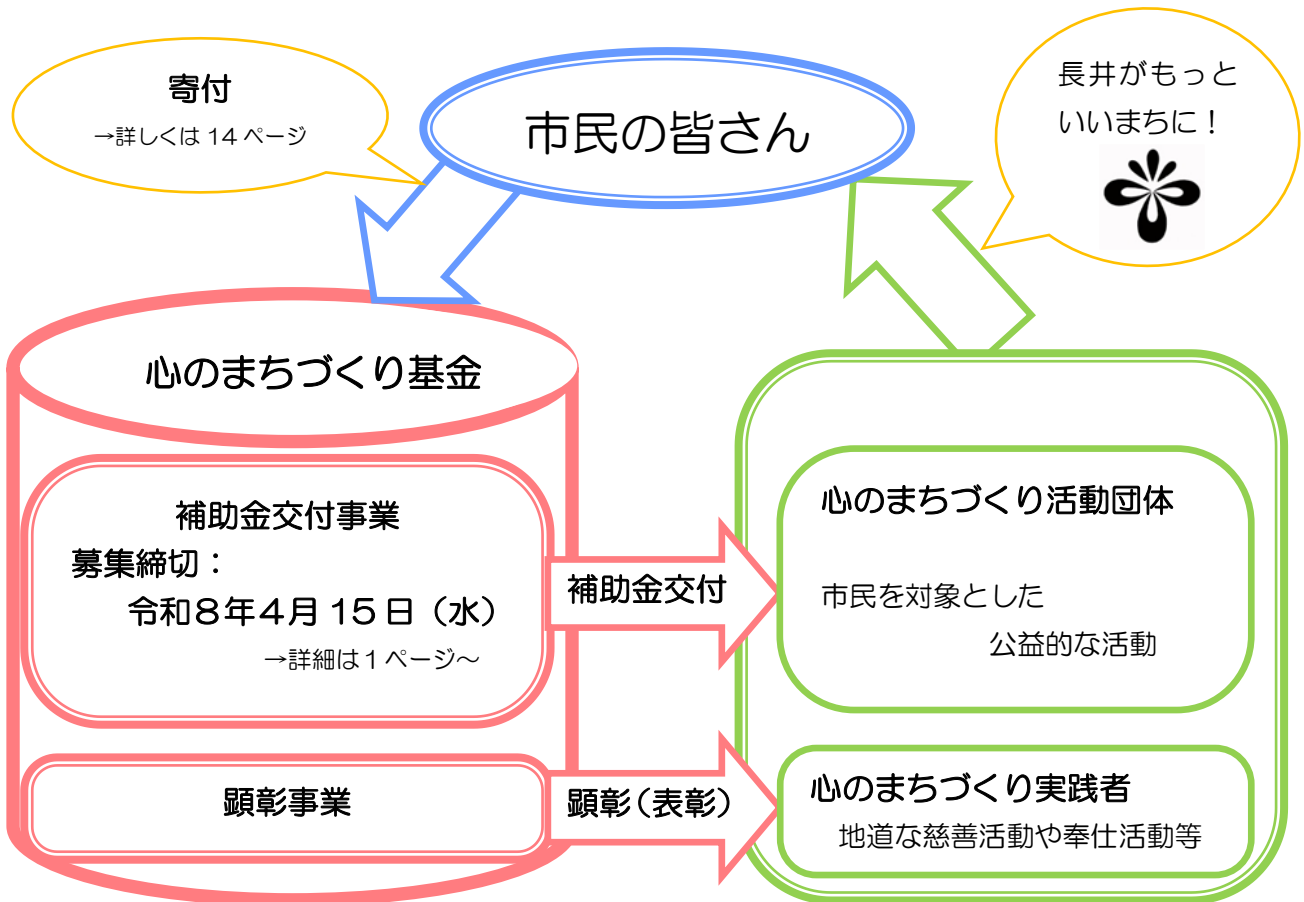 寄付
→詳しくは 14 ページ
市民の皆さん
長井がもっと
いいまちに！
心のまちづくり基金
補助金交付事業
募集締切：
令和８年４月 15 日（水）
→詳細は１ページ～
補助金交付
心のまちづくり活動団体
市民を対象とした
公益的な活動
顕彰事業
顕彰（表彰）
心のまちづくり実践者
地道な慈善活動や奉仕活動等